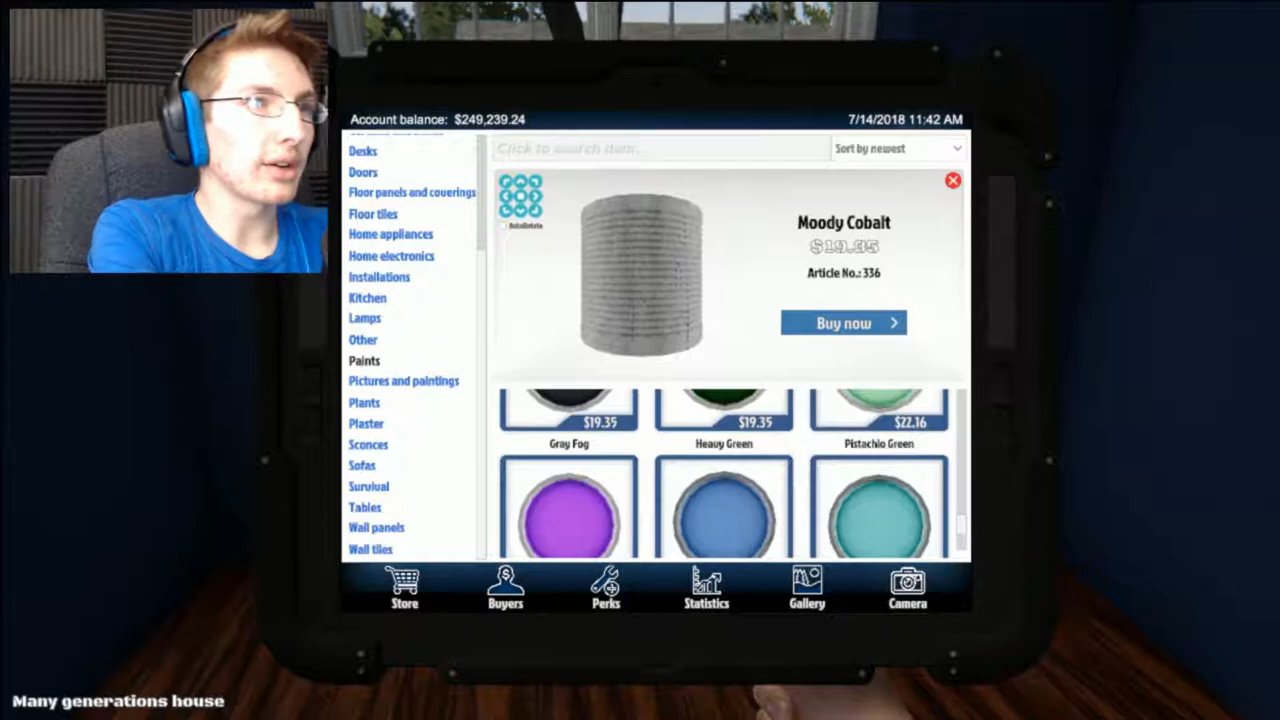 Account balance: $249,239.24
7/14/2018 11:42 AM
Desks
Doors
Floor panels and coverings
Floor tiles
Home appliances
Home electronics
Installations
Kitchen
Lamps
Other
Paints
Pictures and paintings
Plants
Plaster
Sconces
Sofas
Survival
Tables
Wall panels
Wall tiles
Click to search item.
Sort by newest
AutoRotate
Moody Cobalt
$19.35
Article No.: 336
Buy now
$19.35
$19.35
$22.16
Gray Fog
Heavy Green
Pistachio Green
Store
Buyers
Perks
Statistics
Gallery
Camera
Many generations house